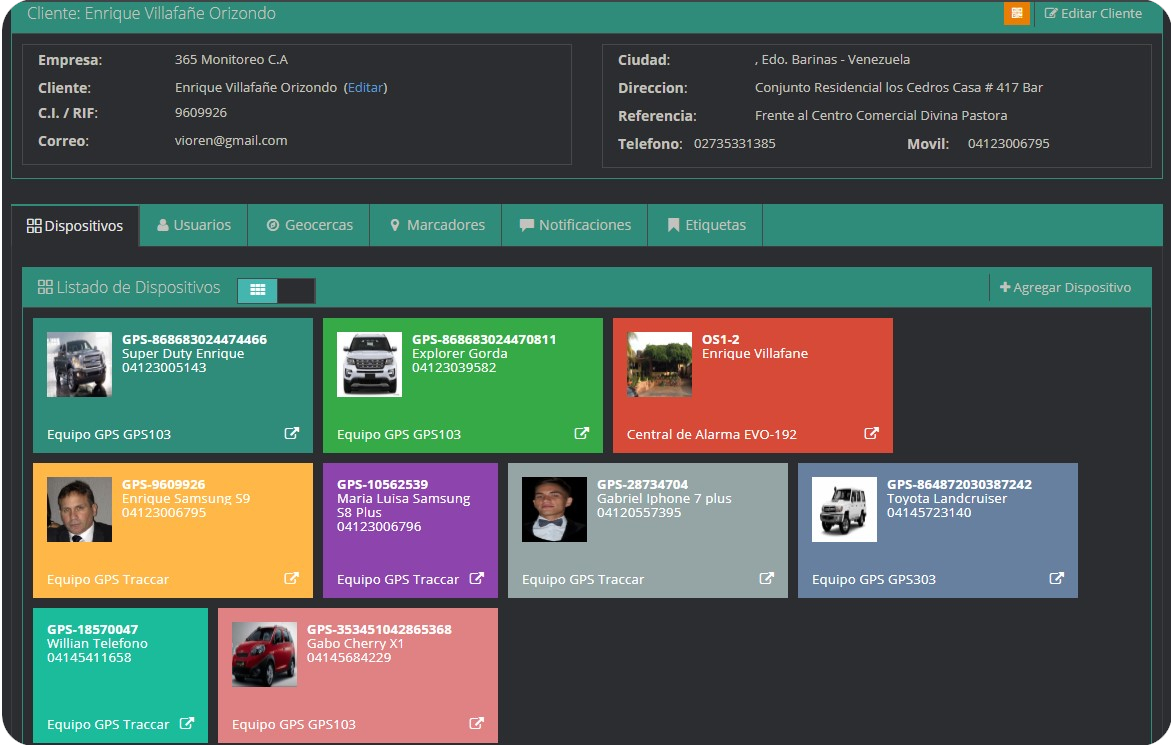 Cliente: Enrique Villafañe Orizondo
Editar Cliente
Empresa: 365 Monitoreo C.A
Cliente: Enrique Villafañe Orizondo (Editar)
C.I. / RIF: 9609926
Correo: vioren@gmail.com
Ciudad: , Edo. Barinas - Venezuela
Direccion: Conjunto Residencial los Cedros Casa # 417 Bar
Referencia: Frente al Centro Comercial Divina Pastora
Telefono: 02735331385 Movil: 04123006795
Dispositivos Usuarios Geocercas Marcadores Notificaciones Etiquetas
Listado de Dispositivos
Agregar Dispositivo
GPS-868683024474466
Super Duty Enrique
04123005143
Equipo GPS GPS103
GPS-868683024470811
Explorer Gorda
04123039582
Equipo GPS GPS103
OS1-2
Enrique Villafane
Central de Alarma EVO-192
GPS-9609926
Enrique Samsung S9
04123006795
Equipo GPS Traccar
GPS-10562539
Maria Luisa Samsung
S8 Plus
04123006796
Equipo GPS Traccar
GPS-28734704
Gabriel Iphone 7 plus
04120557395
Equipo GPS Traccar
GPS-864872030387242
Toyota Landcruiser
04145723140
Equipo GPS GPS303
GPS-18570047
Willian Telefono
04145411658
Equipo GPS Traccar
GPS-353451042865368
Gabo Cherry X1
04145684229
Equipo GPS GPS103